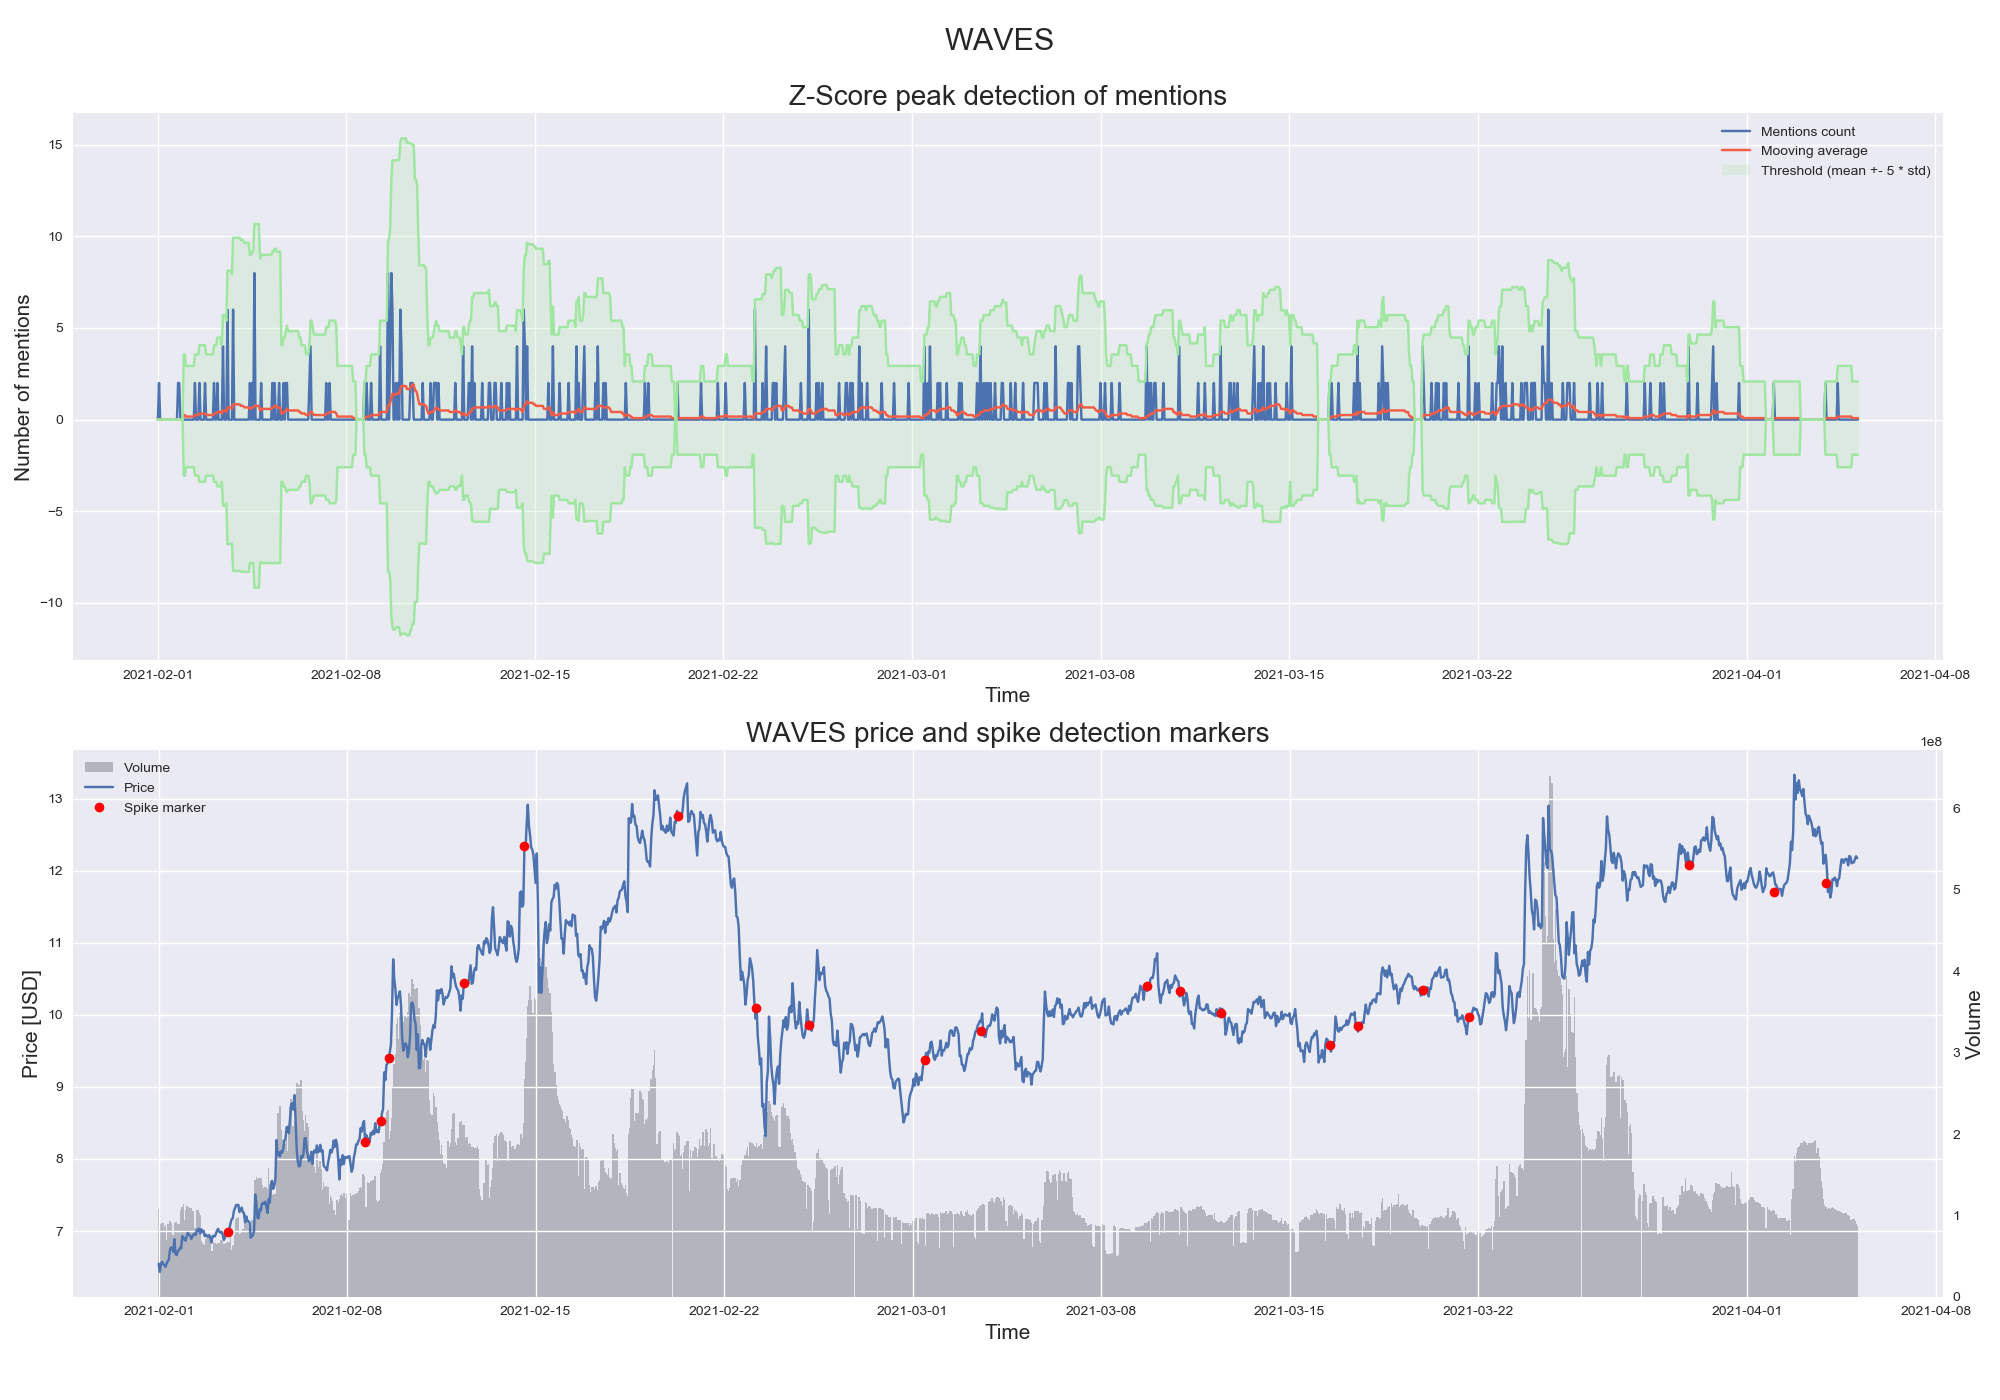 WAVES
Z-Score peak detection of mentions
Mentions count
Mooving average
Threshold (mean +- 5 * std)
Number of mentions
15
10
5
0
−5
−10
2021-02-01 2021-02-08 2021-02-15 2021-02-22 2021-03-01 2021-03-08 2021-03-15 2021-03-22 2021-04-01 2021-04-08
Time
WAVES price and spike detection markers
1e8
Volume
Price
Spike marker
Price [USD]
13
12
11
10
9
8
7
6
5
4
3
2
1
0
Volume
2021-02-01 2021-02-08 2021-02-15 2021-02-22 2021-03-01 2021-03-08 2021-03-15 2021-03-22 2021-04-01 2021-04-08
Time